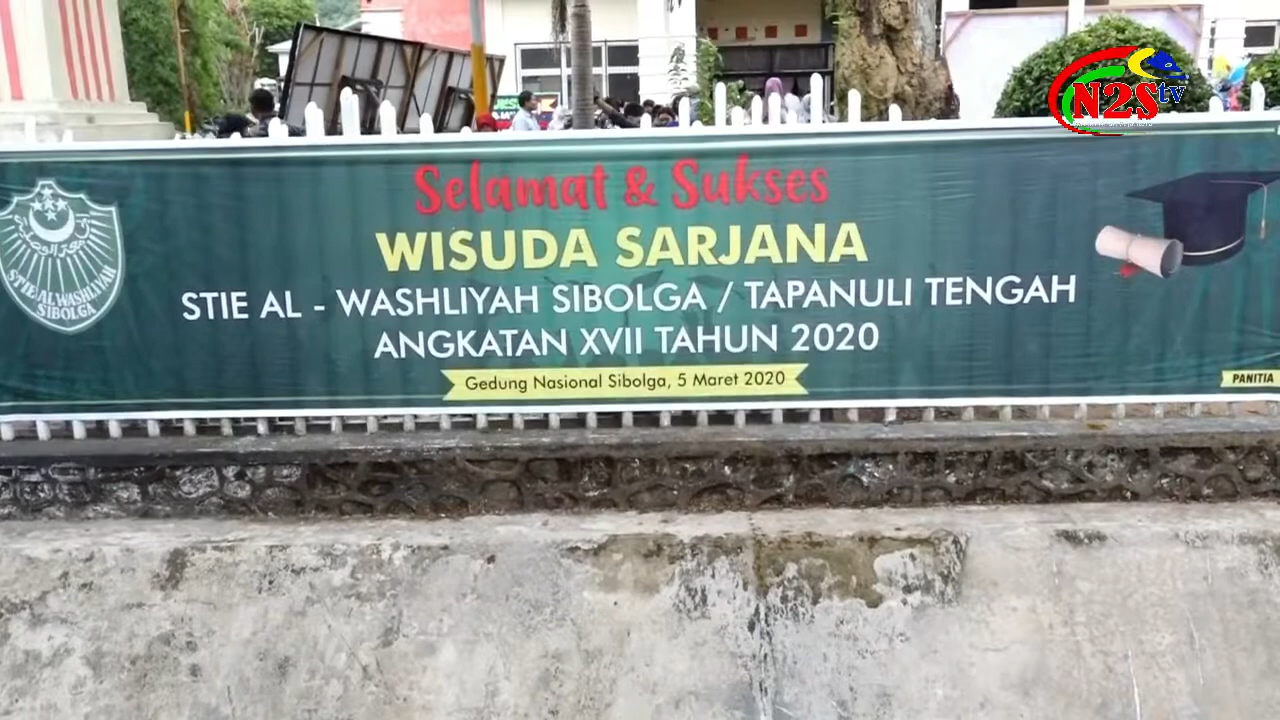 N2S tv
Selamat & Sukses
WISUDA SARJANA
STIE AL - WASHLIYAH SIBOLGA / TAPANULI TENGAH
ANGKATAN XVII TAHUN 2020
Gedung Nasional Sibolga, 5 Maret 2020
PANITIA
STIE AL WASHLIYAH
SIBOLGA